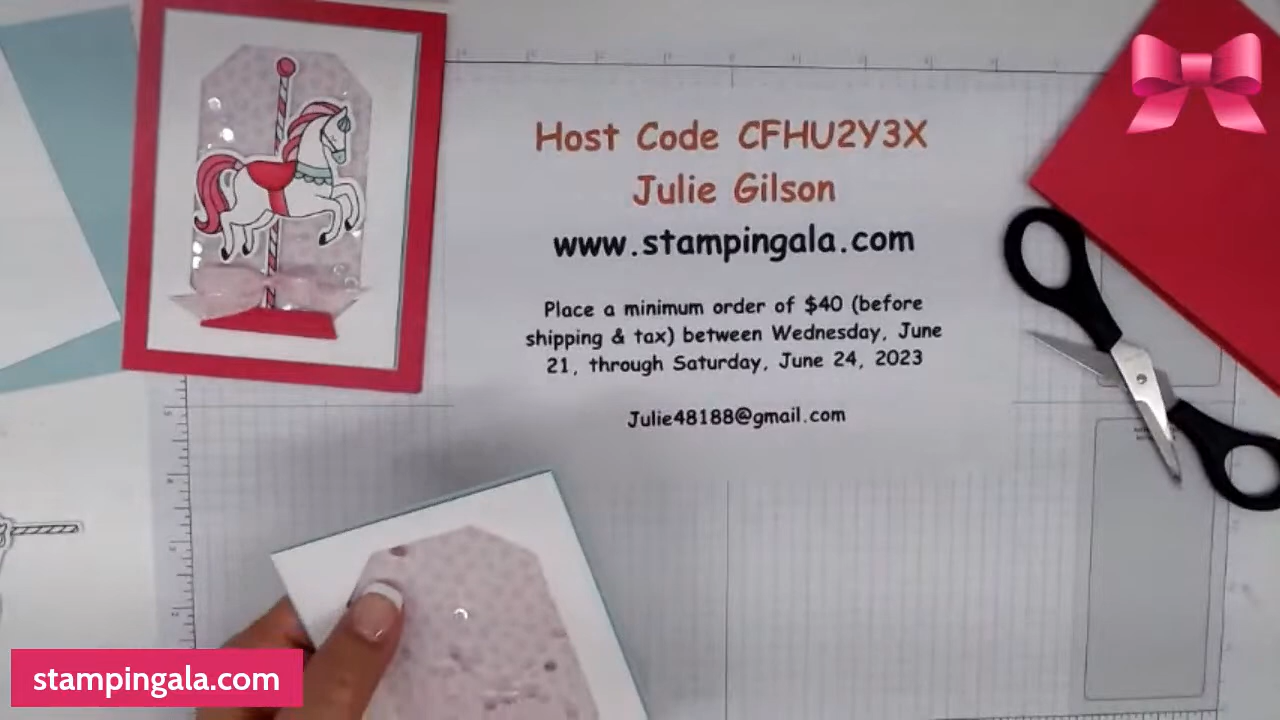 Host Code CFHU2Y3X
Julie Gilson
www.stampingala.com
Place a minimum order of $40 (before
shipping & tax) between Wednesday, June
21, through Saturday, June 24, 2023
Julie48188@gmail.com
stampingala.com